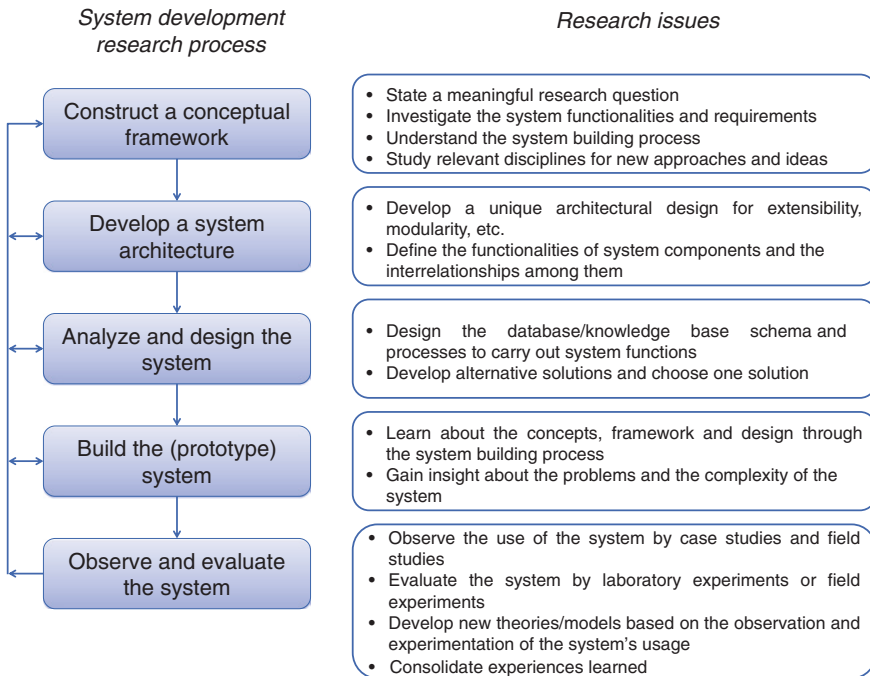 System development
research process
Research issues
Construct a conceptual
framework
• State a meaningful research question
• Investigate the system functionalities and requirements
• Understand the system building process
• Study relevant disciplines for new approaches and ideas
Develop a system
architecture
• Develop a unique architectural design for extensibility,
modularity, etc.
• Define the functionalities of system components and the
interrelationships among them
Analyze and design the
system
• Design the database/knowledge base schema and
processes to carry out system functions
• Develop alternative solutions and choose one solution
Build the (prototype)
system
• Learn about the concepts, framework and design through
the system building process
• Gain insight about the problems and the complexity of the
system
Observe and evaluate
the system
• Observe the use of the system by case studies and field
studies
• Evaluate the system by laboratory experiments or field
experiments
• Develop new theories/models based on the observation and
experimentation of the system's usage
• Consolidate experiences learned